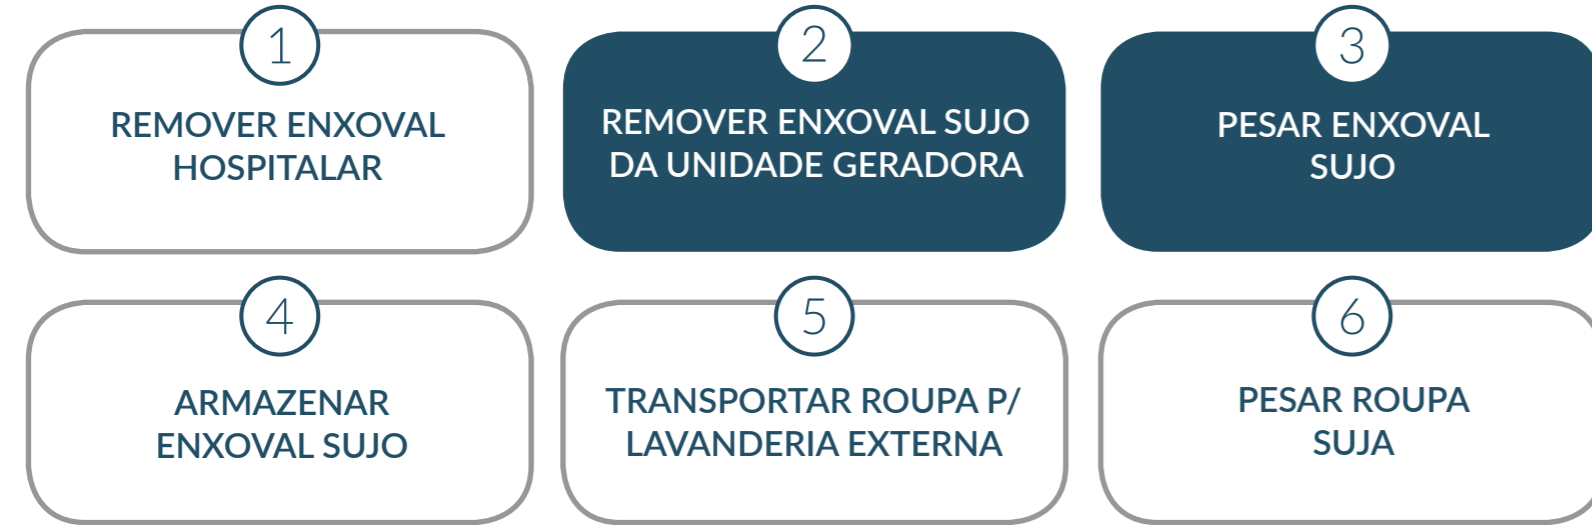 1
REMOVER ENXOVAL
HOSPITALAR
2
REMOVER ENXOVAL SUJO
DA UNIDADE GERADORA
3
PESAR ENXOVAL
SUJO
4
ARMAZENAR
ENXOVAL SUJO
5
TRANSPORTAR ROUPA P/
LAVANDERIA EXTERNA
6
PESAR ROUPA
SUJA